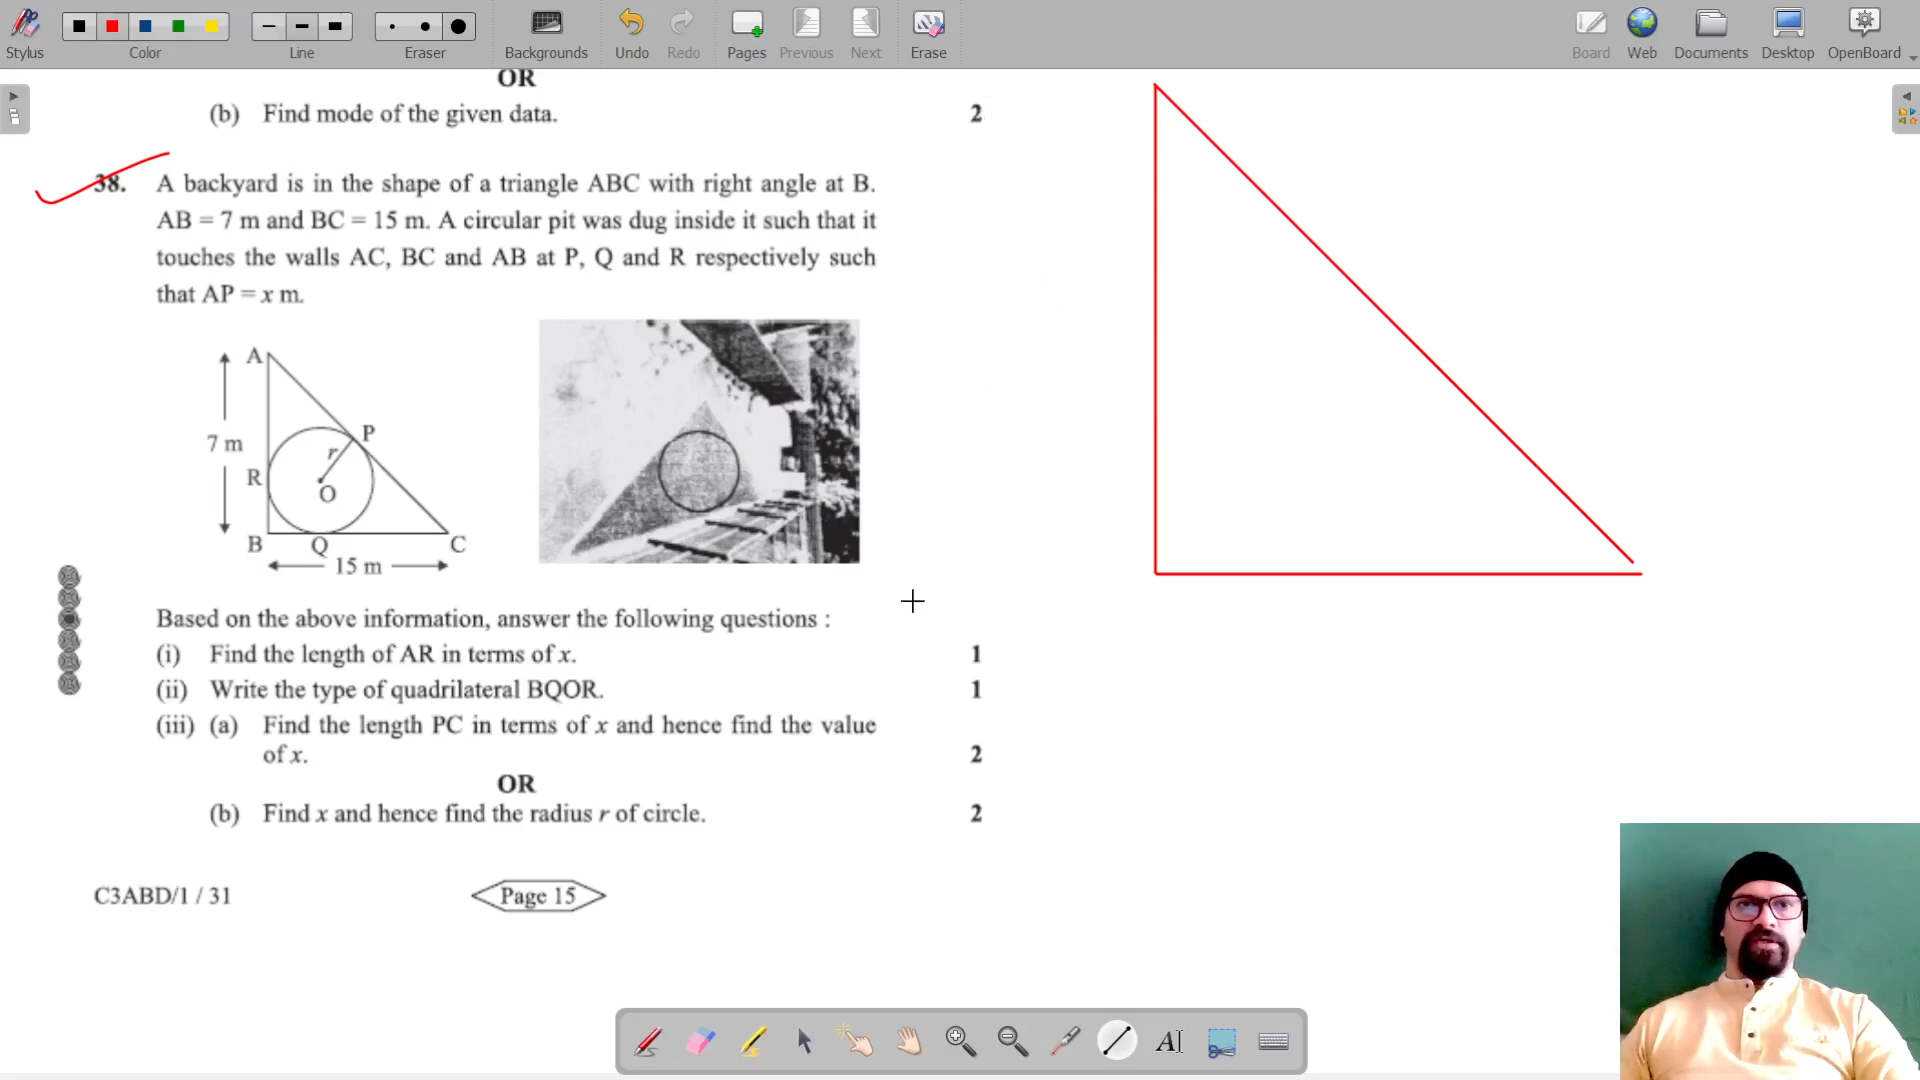 Stylus
Color
Line
Eraser
Backgrounds
Undo
Redo
Pages
Previous
Next
Erase
Board
Web
Documents
Desktop
OpenBoard
OR
(b) Find mode of the given data. 2
38. A backyard is in the shape of a triangle ABC with right angle at B.
AB = 7 m and BC = 15 m. A circular pit was dug inside it such that it
touches the walls AC, BC and AB at P, Q and R respectively such
that AP = x m.
A
P
7 m
r
R
O
B
Q
C
15 m
Based on the above information, answer the following questions :
(i) Find the length of AR in terms of x. 1
(ii) Write the type of quadrilateral BQOR. 1
(iii) (a) Find the length PC in terms of x and hence find the value
of x. 2
OR
(b) Find x and hence find the radius r of circle. 2
C3ABD/1 / 31
Page 15